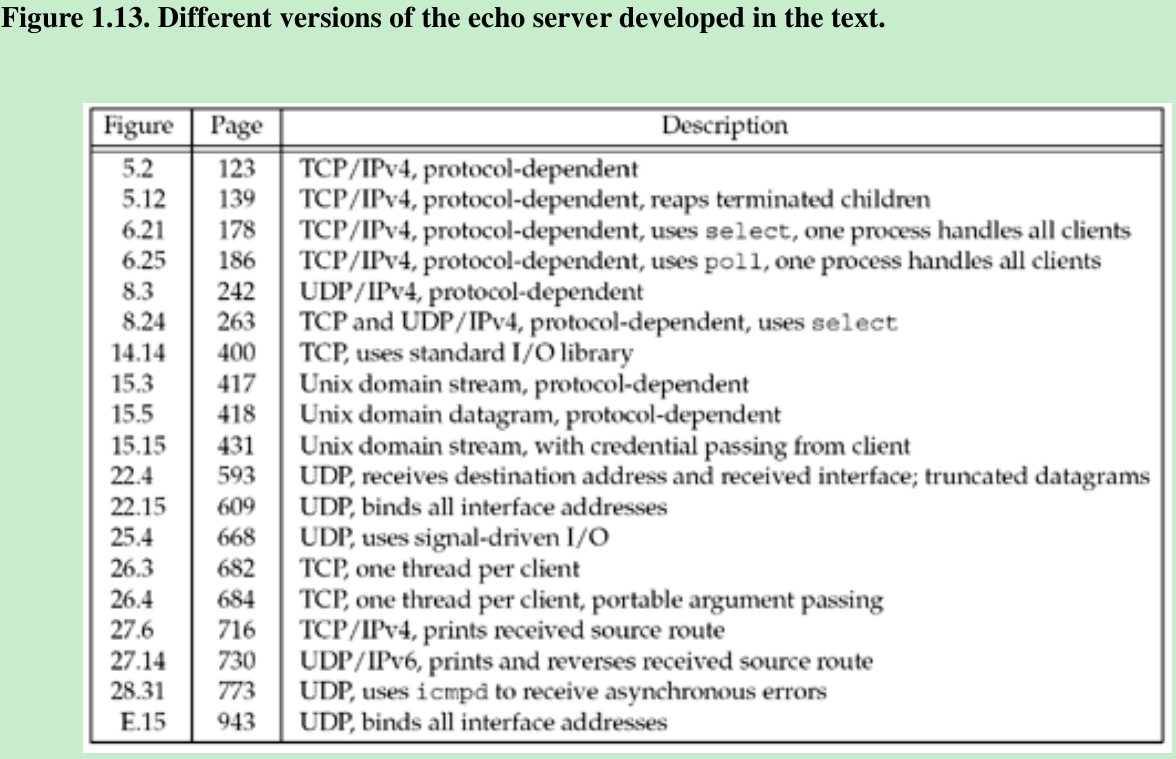 Figure 1.13. Different versions of the echo server developed in the text.
Figure Page Description
5.2 123 TCP/IPv4, protocol-dependent
5.12 139 TCP/IPv4, protocol-dependent, reaps terminated children
6.21 178 TCP/IPv4, protocol-dependent, uses select, one process handles all clients
6.25 186 TCP/IPv4, protocol-dependent, uses poll, one process handles all clients
8.3 242 UDP/IPv4, protocol-dependent
8.24 263 TCP and UDP/IPv4, protocol-dependent, uses select
14.14 400 TCP, uses standard I/O library
15.3 417 Unix domain stream, protocol-dependent
15.5 418 Unix domain datagram, protocol-dependent
15.15 431 Unix domain stream, with credential passing from client
22.4 593 UDP, receives destination address and received interface; truncated datagrams
22.15 609 UDP, binds all interface addresses
25.4 668 UDP, uses signal-driven I/O
26.3 682 TCP, one thread per client
26.4 684 TCP, one thread per client, portable argument passing
27.6 716 TCP/IPv4, prints received source route
27.14 730 UDP/IPv6, prints and reverses received source route
28.31 773 UDP, uses icmpd to receive asynchronous errors
E.15 943 UDP, binds all interface addresses